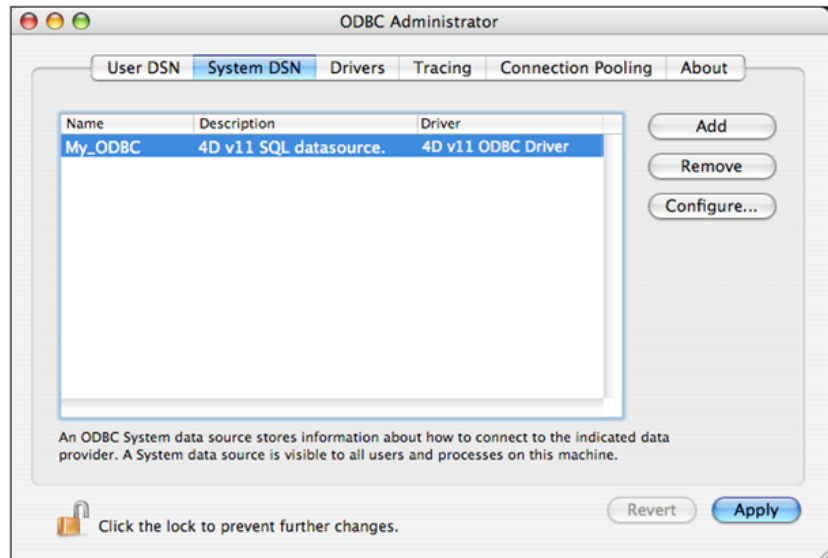 ODBC Administrator
User DSN System DSN Drivers Tracing Connection Pooling About
Name Description Driver
My_ODBC 4D v11 SQL datasource. 4D v11 ODBC Driver
Add
Remove
Configure...
An ODBC System data source stores information about how to connect to the indicated data
provider. A System data source is visible to all users and processes on this machine.
Click the lock to prevent further changes.
Revert Apply